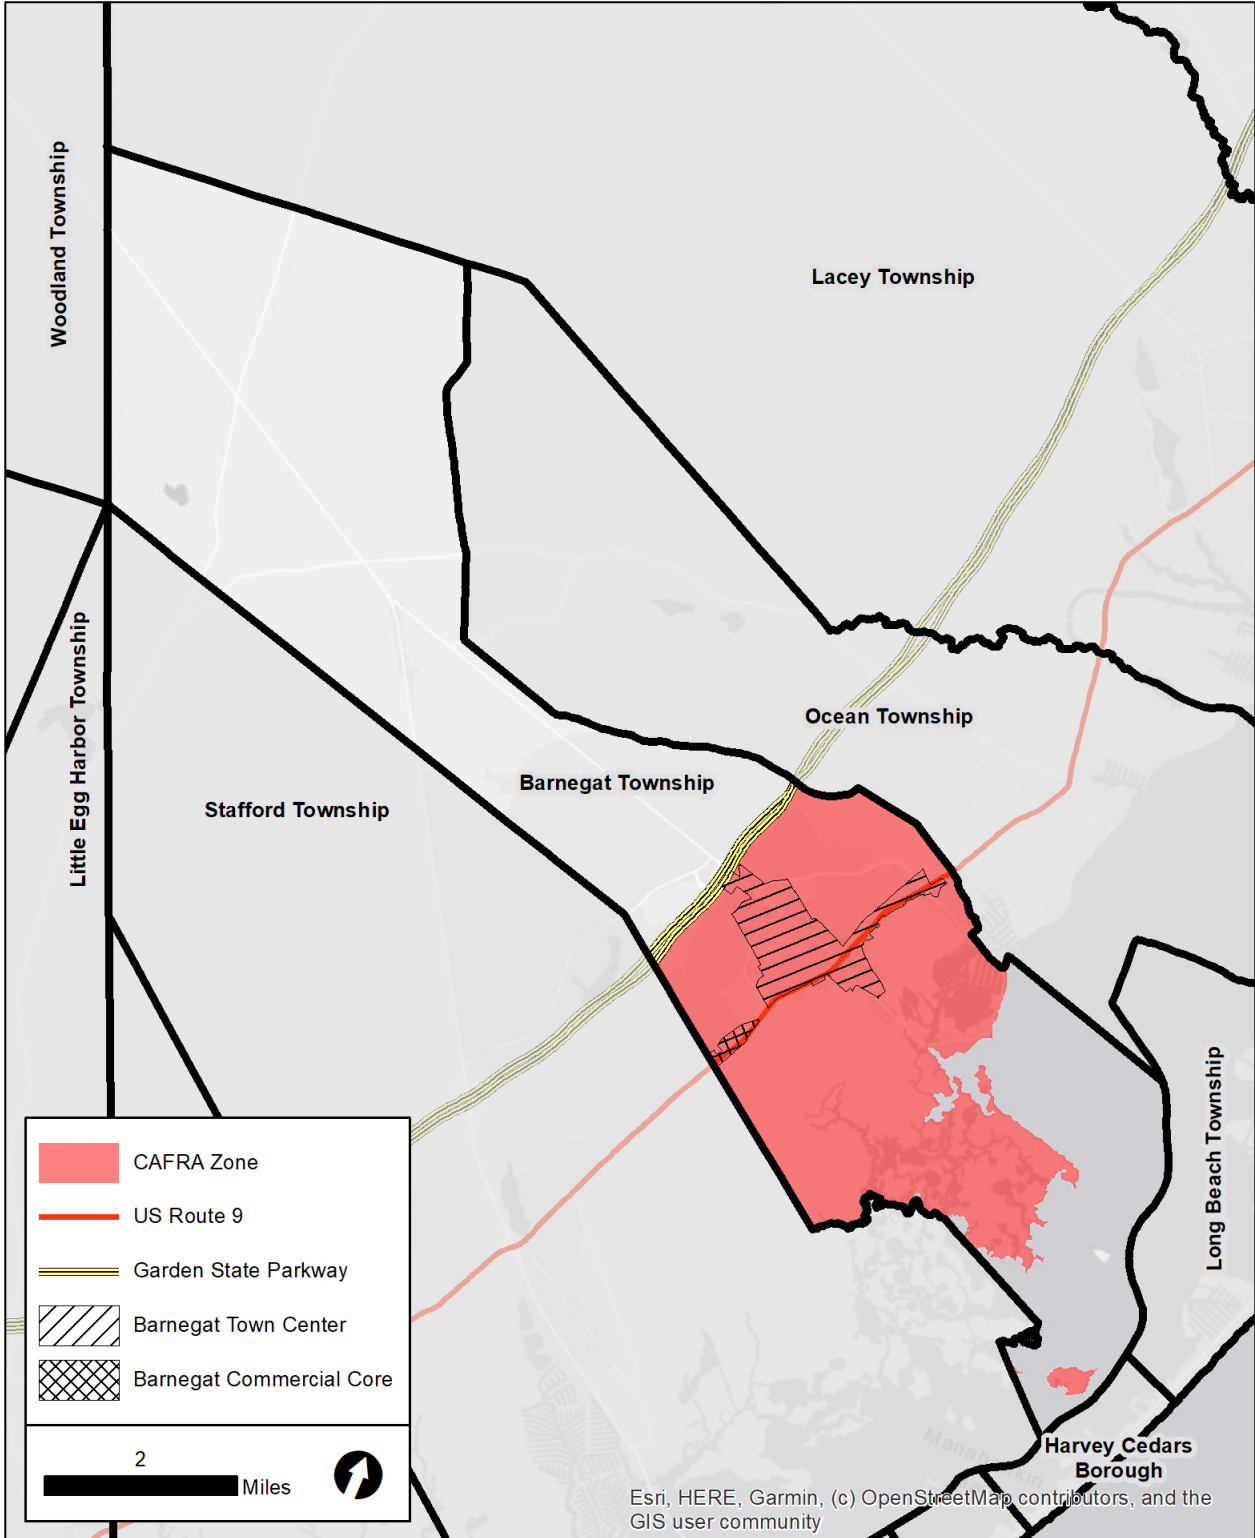 Woodland Township
Lacey Township
Little Egg Harbor Township
Ocean Township
Barnegat Township
Stafford Township
Long Beach Township
CAFRA Zone
US Route 9
Garden State Parkway
Barnegat Town Center
Barnegat Commercial Core
2
Miles
Harvey Cedars
Borough
Esri, HERE, Garmin, (c) OpenStreetMap contributors, and the
GIS user community